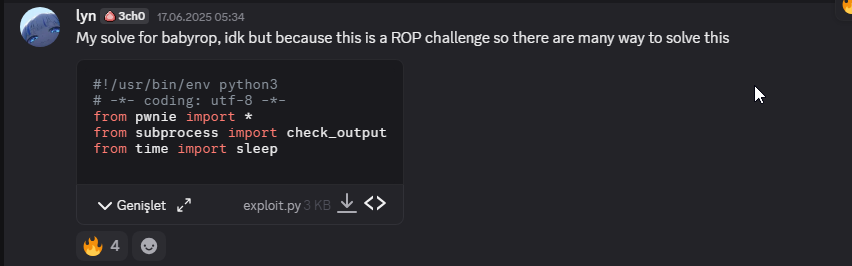 lyn 3ch0 17.06.2025 05:34
My solve for babyrop, idk but because this is a ROP challenge so there are many way to solve this
#!/usr/bin/env python3
# -*- coding: utf-8 -*-
from pwnie import *
from subprocess import check_output
from time import sleep
Genişlet exploit.py 3 KB <>
4